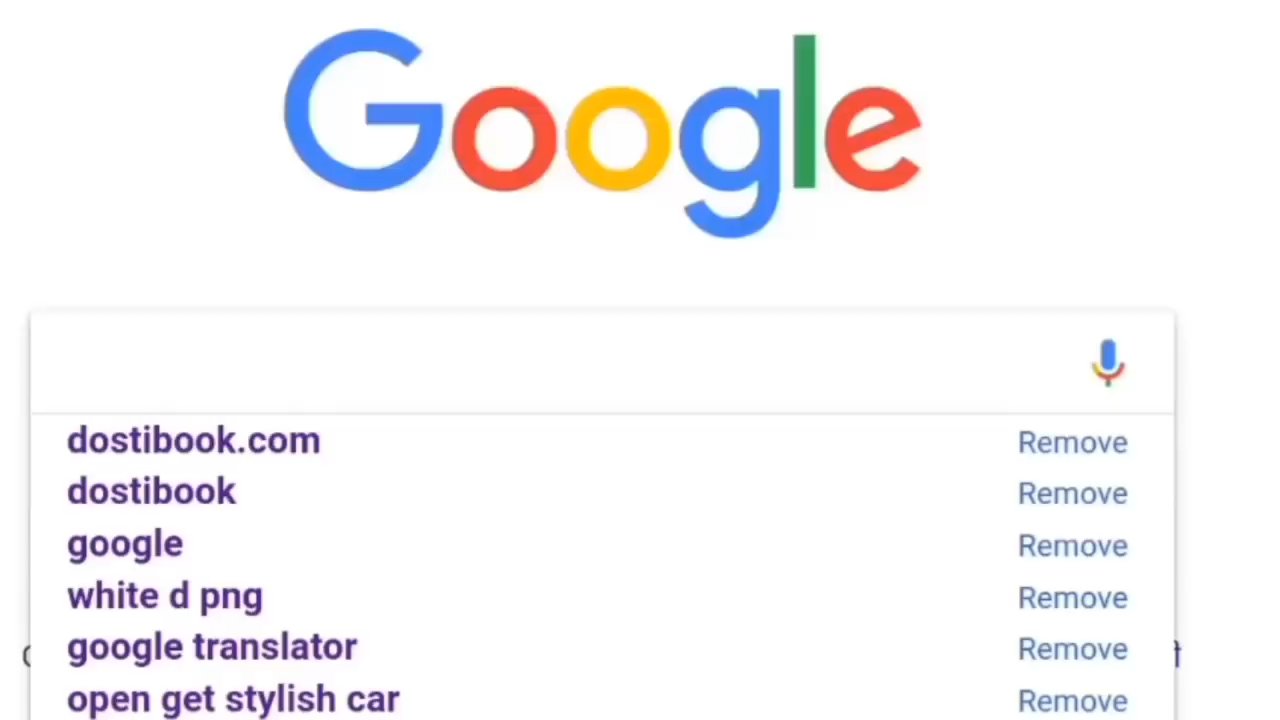 Google
dostibook.com Remove
dostibook Remove
google Remove
white d png Remove
google translator Remove
open get stylish car Remove